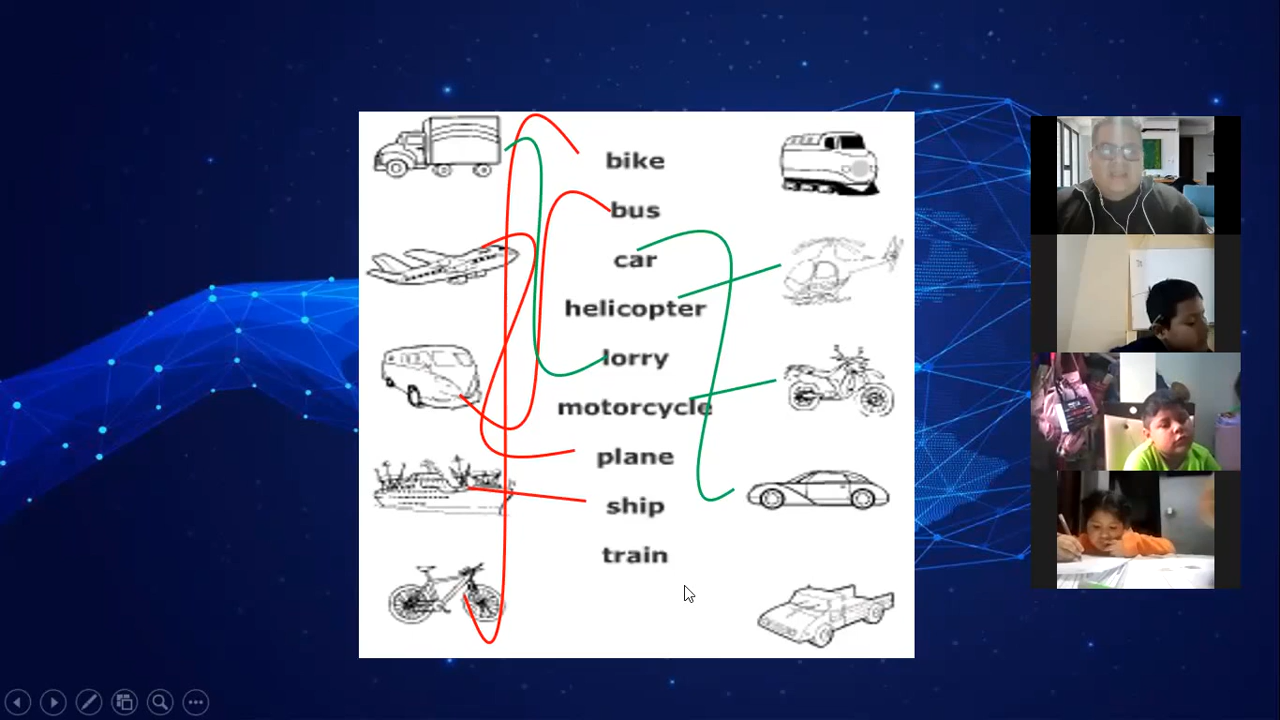 bike
bus
car
helicopter
lorry
motorcycle
plane
ship
train